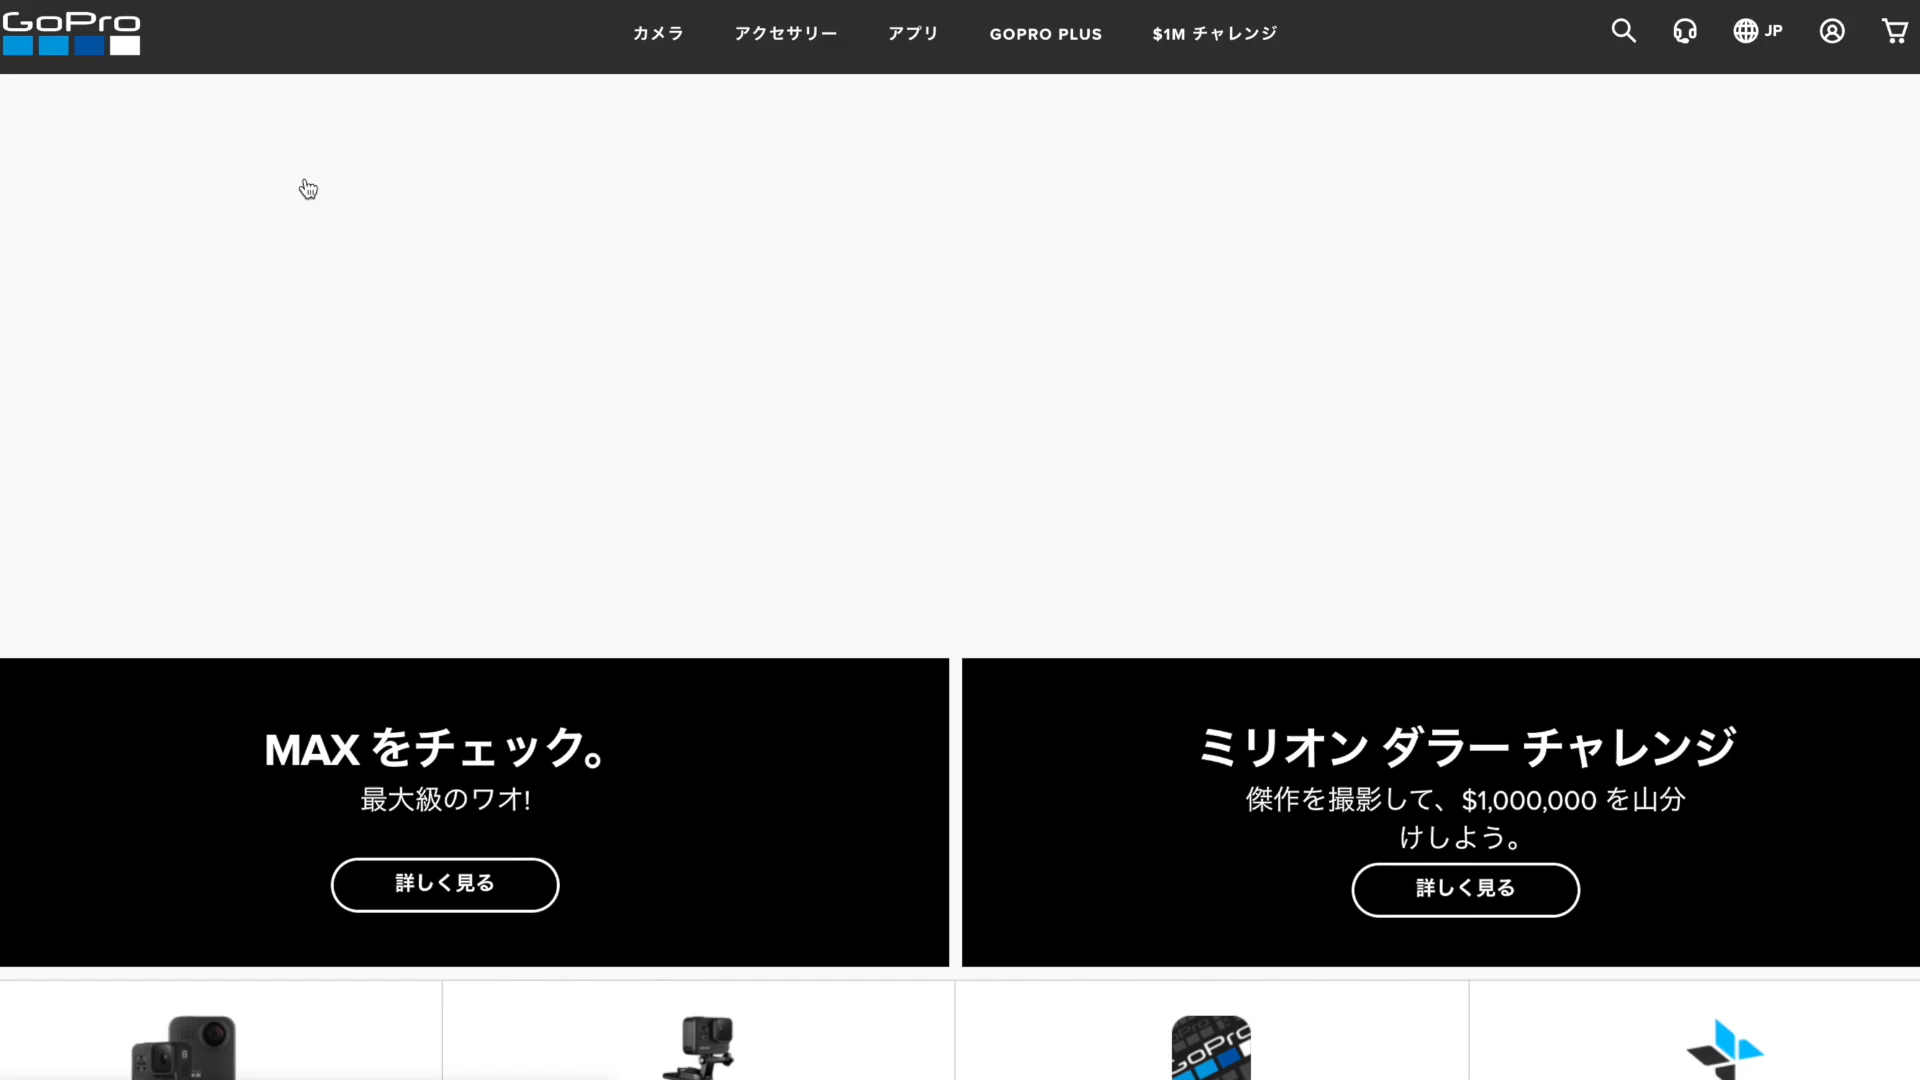 GoPro
カメラ
アクセサリー
アプリ
GOPRO PLUS
$1M チャレンジ
JP
MAX をチェック。
最大級のワオ!
詳しく見る
ミリオン ダラー チャレンジ
傑作を撮影して、$1,000,000 を山分
けしよう。
詳しく見る
GoPro